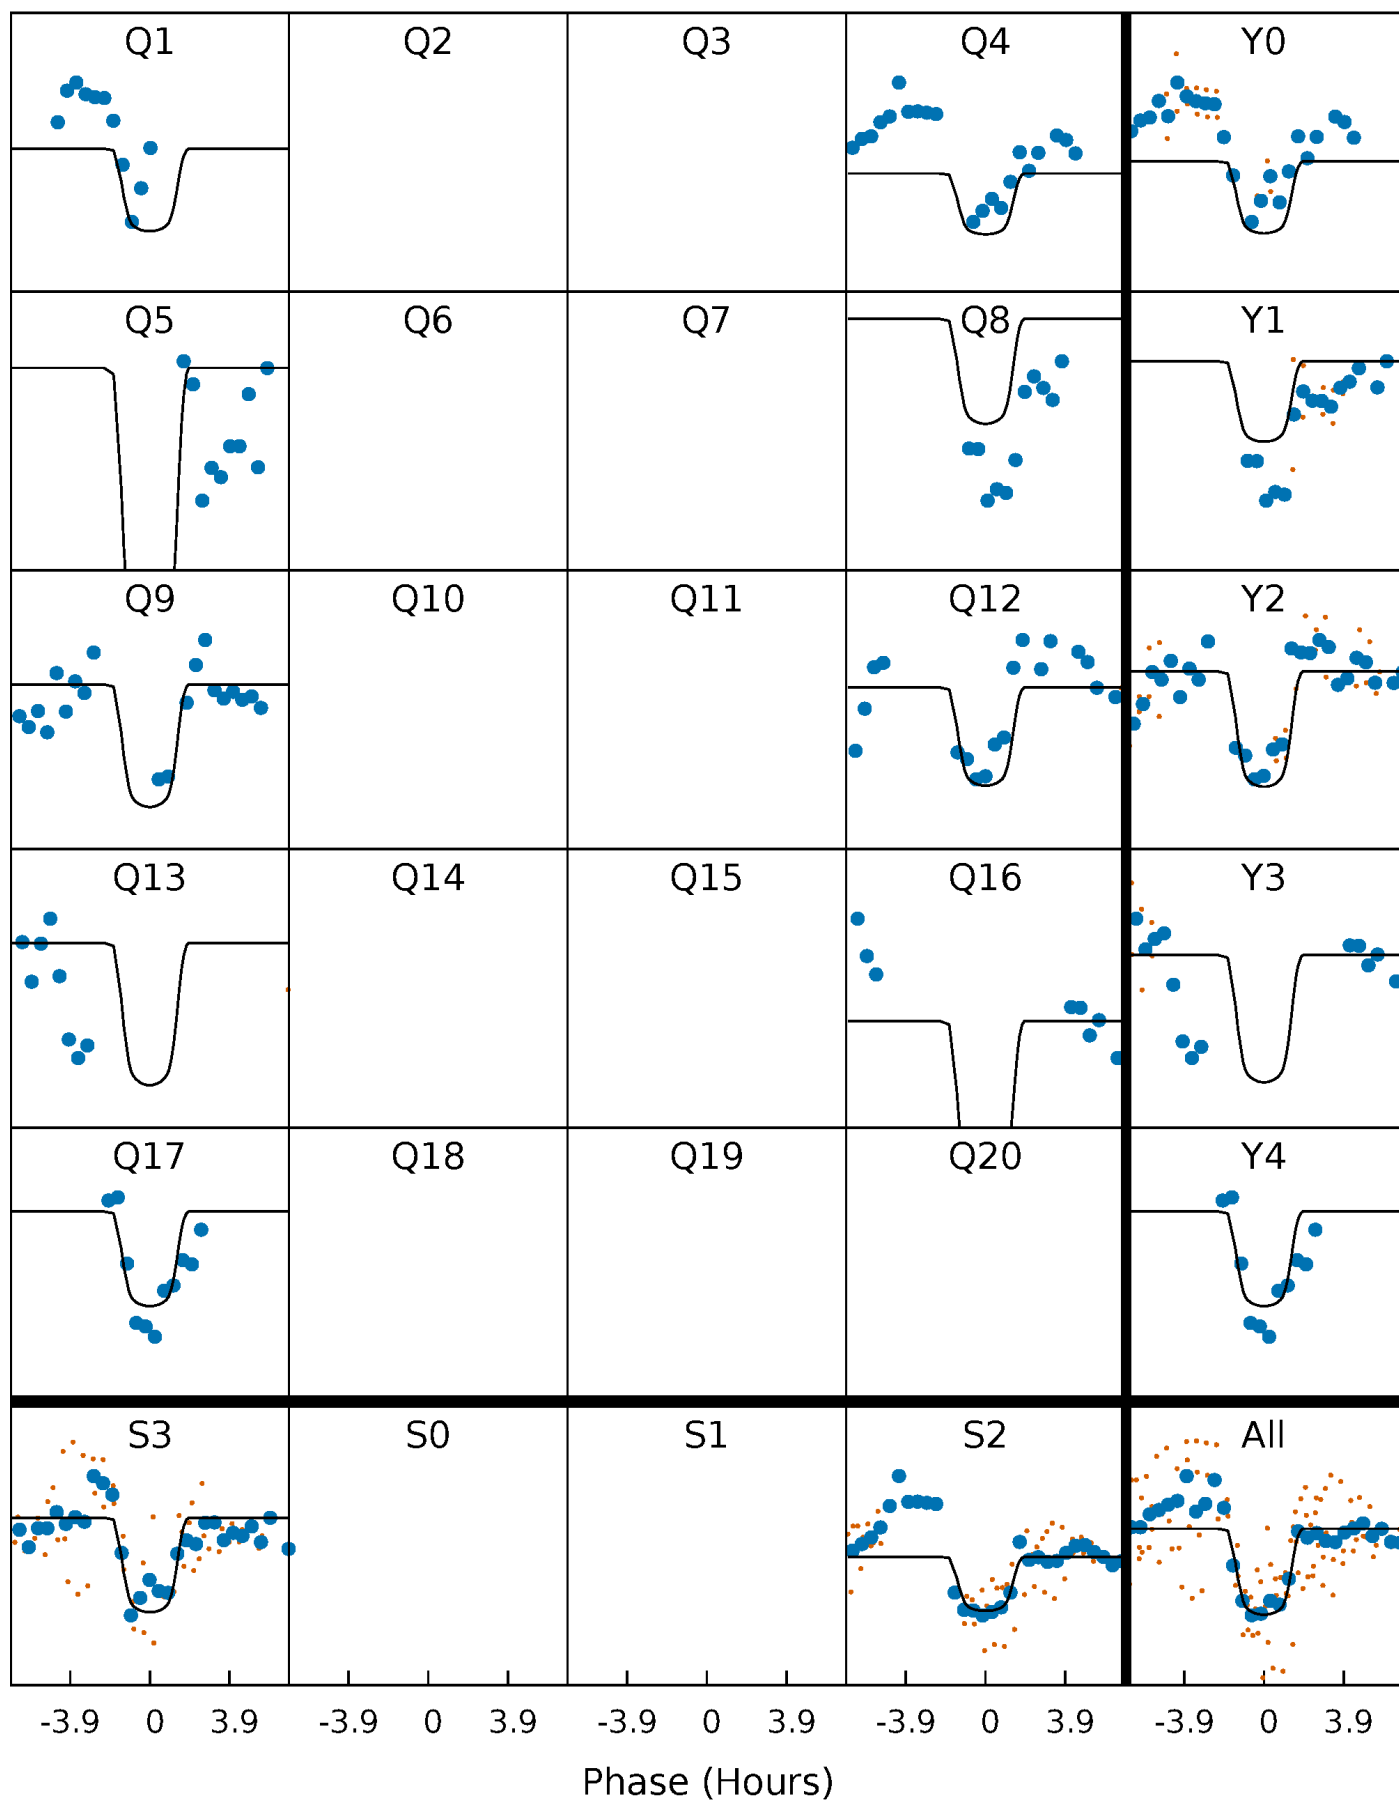 Q1 Q2 Q3 Q4 Y0
Q5 Q6 Q7 Q8 Y1
Q9 Q10 Q11 Q12 Y2
Q13 Q14 Q15 Q16 Y3
Q17 Q18 Q19 Q20 Y4
S3 S0 S1 S2 All
-3.9 0 3.9 -3.9 0 3.9 -3.9 0 3.9 -3.9 0 3.9 -3.9 0 3.9
Phase (Hours)